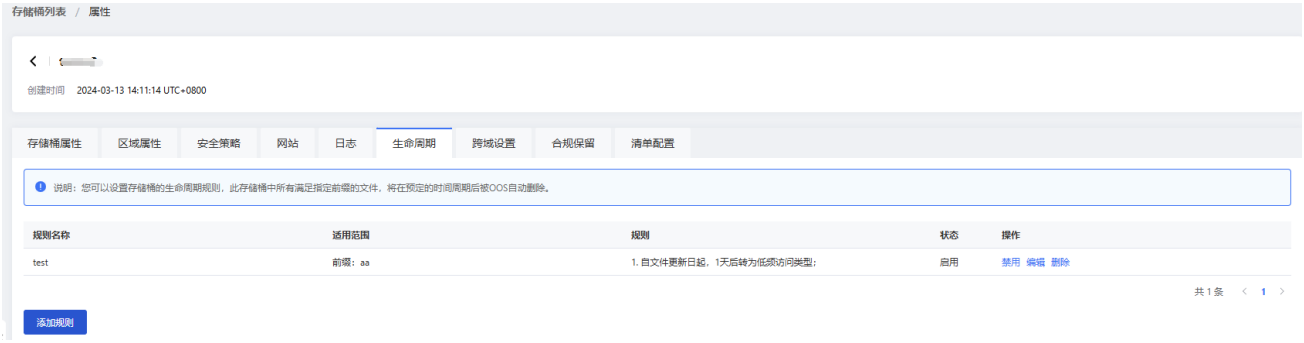 存储桶列表 / 属性
创建时间 2024-03-13 14:11:14 UTC+0800
存储桶属性 区域属性 安全策略 网站 日志 生命周期 跨域设置 合规保留 清单配置
说明：您可以设置存储桶的生命周期规则，此存储桶中所有满足指定前缀的文件，将在预定的时间周期后被OOS自动删除。
规则名称 适用范围 规则 状态 操作
test 前缀：aa 1. 自文件更新日起，1天后转为低频访问类型； 启用 禁用 编辑 删除
共 1 条 < 1 >
添加规则